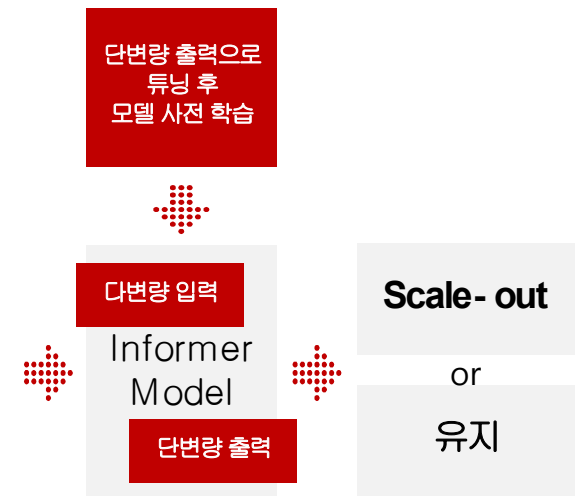 단변량 출력으로
튜닝 후
모델 사전 학습
다변량 입력
Informer
Model
단변량 출력
Scale- out
or
유지